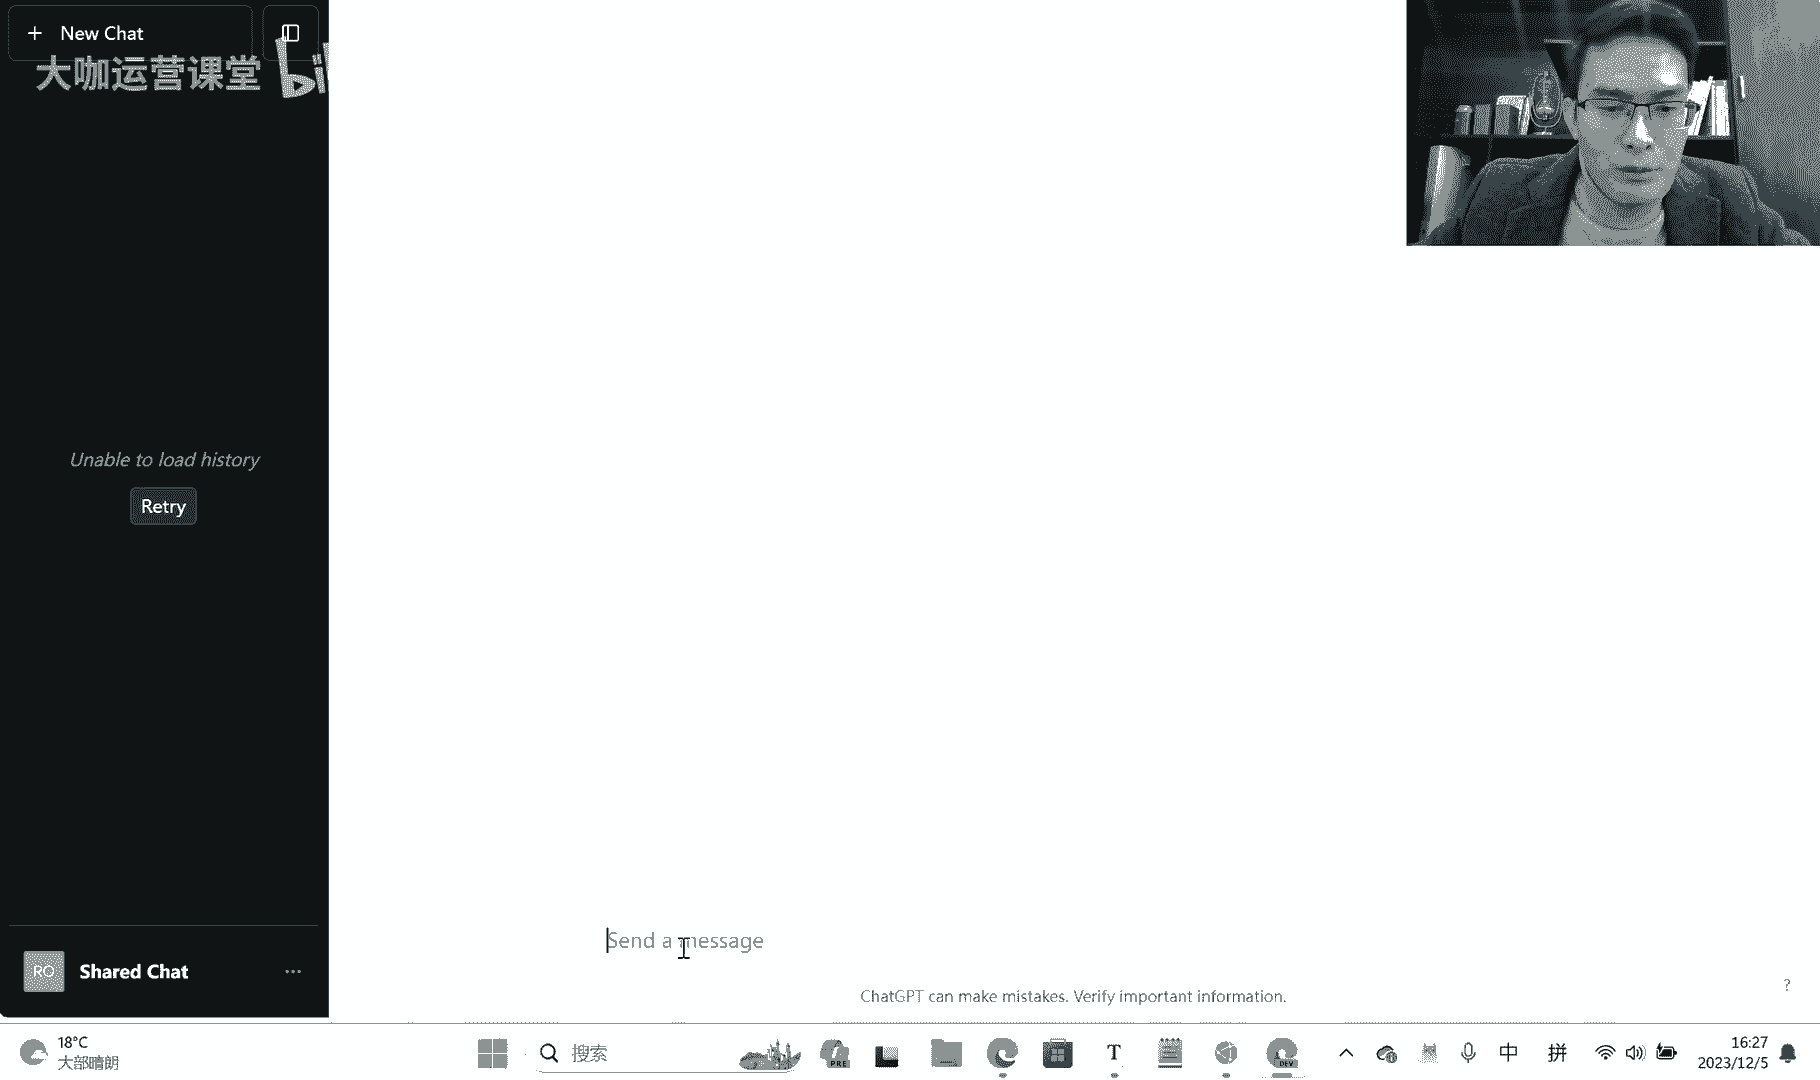 New Chat
大咖运营课堂 bil
Unable to load history
Retry
RO
Shared Chat
Send a message
ChatGPT can make mistakes. Verify important information.
?
18°C
大部晴朗
搜索
PRE
T
DEV
中
拼
16:27
2023/12/5